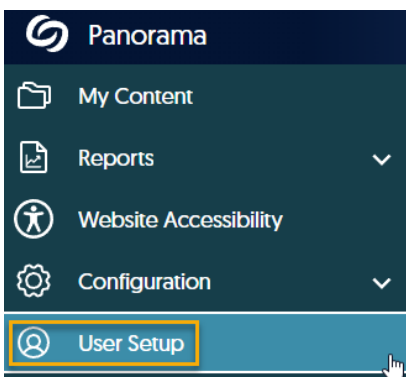 Panorama
My Content
Reports
Website Accessibility
Configuration
User Setup